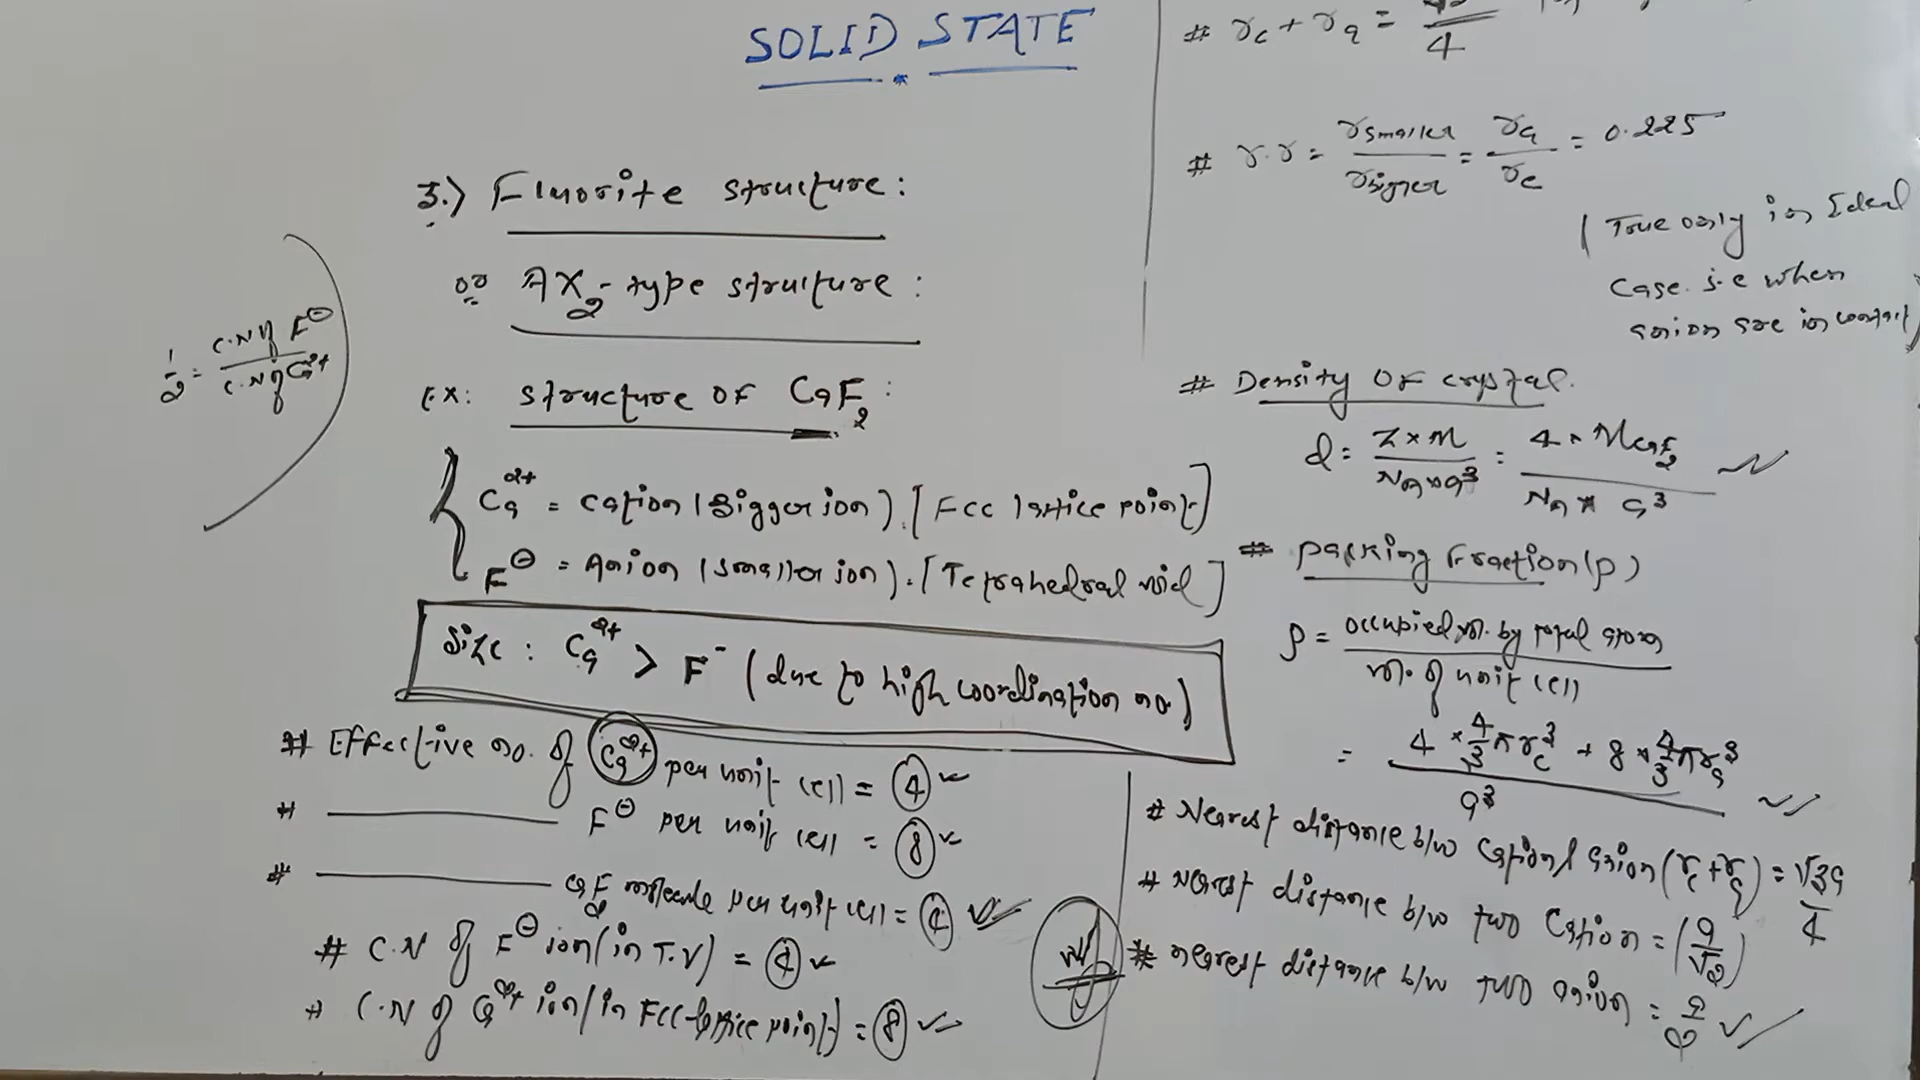 SOLID STATE
3.) Fluorite structure:
or AX2-type structure:
Ex: structure of CaF2:
1/2 = C.N of F⊖ / C.N of Ca2+
Ca2+ = Cation (Bigger ion). [Fcc lattice point]
F⊖ = Anion (smaller ion). [Tetrahedral void]
Size: Ca2+ > F- (due to high coordination no.)
# Effective no. of Ca2+ per unit cell = 4
# ———— F⊖ per unit cell = 8
# ———— CaF2 molecule per unit cell = 4
# C.N of F⊖ ion (in T.V) = 4
# C.N of Ca2+ ion (in Fcc-lattice point) = 8
# rc + ra = / 4
# r.r = rsmaller / rbigger = ra / rc = 0.225
(True only in Ideal
case i.e when
anion are in contact)
# Density of crystal.
d = Z×M / NA×a3 = 4×MCaF2 / NA×a3
# packing Fraction (p)
ρ = occupied vol. by total atom / vol. of unit cell
= 4×4/3πrc3 + 8×4/3πra3 / a3
# Nearest distance b/w cation & anion (rc+ra) = √3a/4
# Nearest distance b/w two Cation = (a/√2)
# nearest distance b/w two anion = a/2